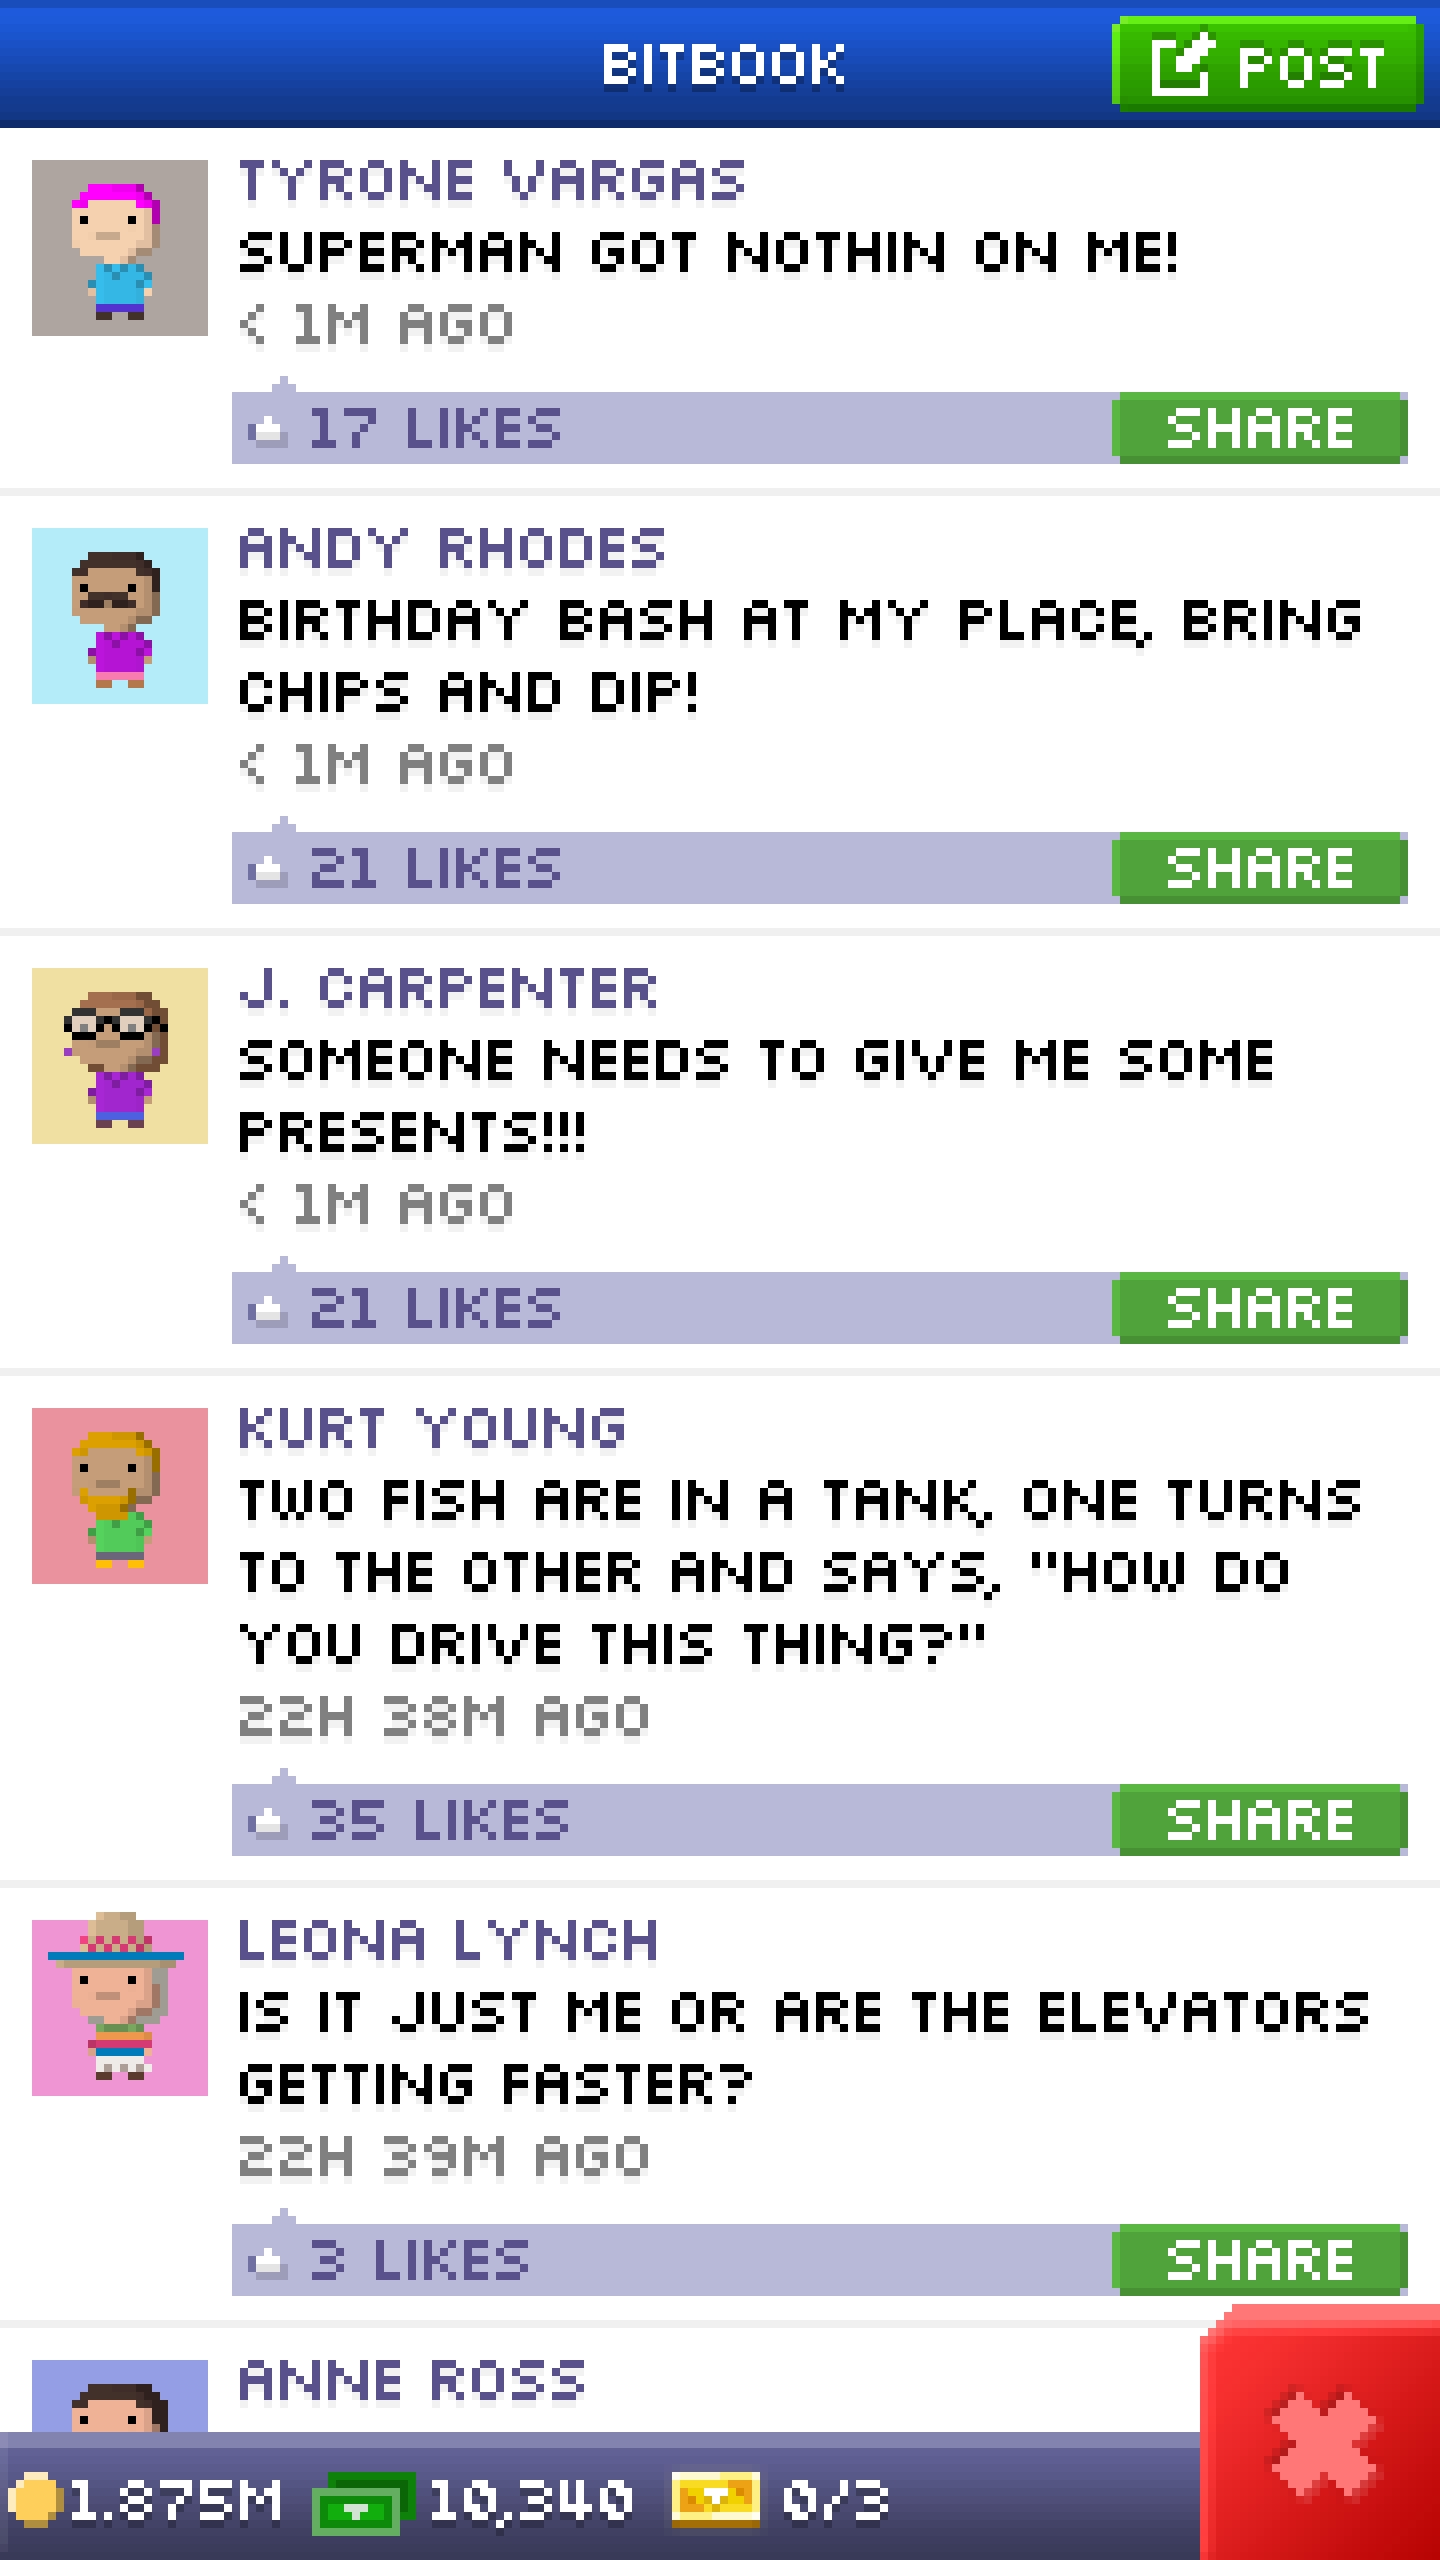 BITBOOK
POST
TYRONE VARGAS
SUPERMAN GOT NOTHIN ON ME!
< 1M AGO
17 LIKES
SHARE
ANDY RHODES
BIRTHDAY BASH AT MY PLACE, BRING
CHIPS AND DIP!
< 1M AGO
21 LIKES
SHARE
J. CARPENTER
SOMEONE NEEDS TO GIVE ME SOME
PRESENTS!!!
< 1M AGO
21 LIKES
SHARE
KURT YOUNG
TWO FISH ARE IN A TANK, ONE TURNS
TO THE OTHER AND SAYS, "HOW DO
YOU DRIVE THIS THING?"
22H 38M AGO
35 LIKES
SHARE
LEONA LYNCH
IS IT JUST ME OR ARE THE ELEVATORS
GETTING FASTER?
22H 39M AGO
3 LIKES
SHARE
ANNE ROSS
1.875M 10,340 0/3